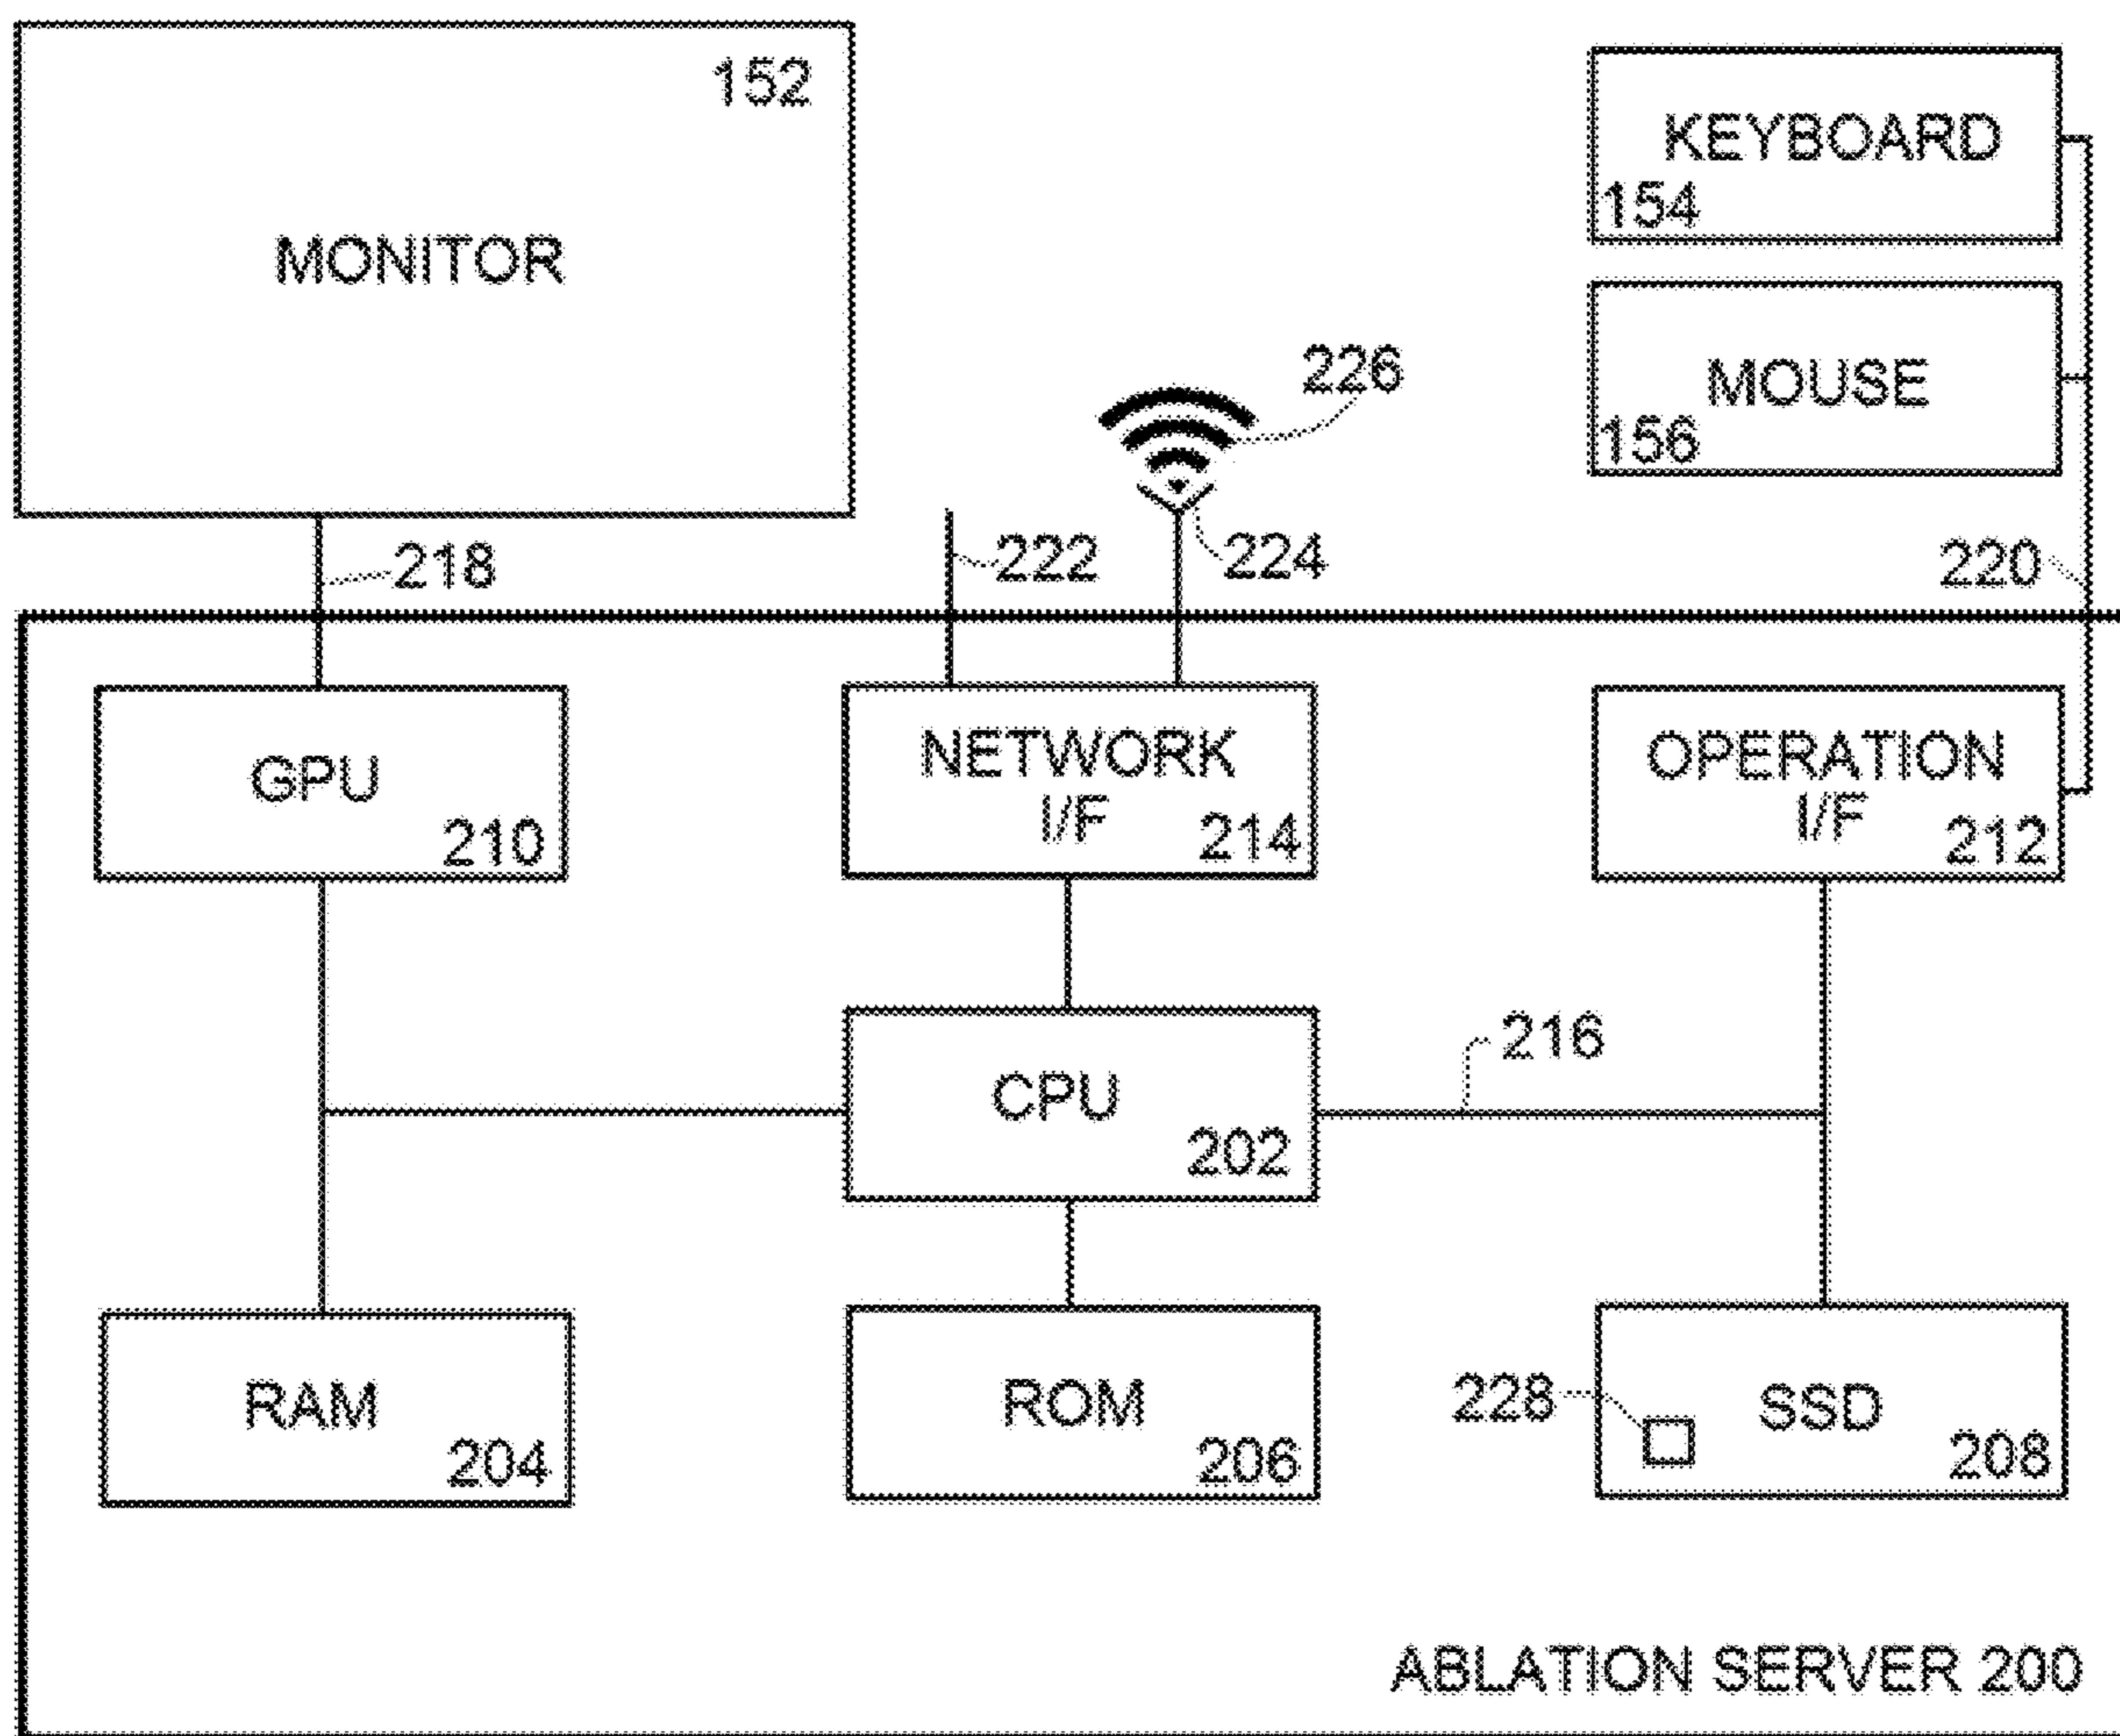 152
MONITOR
KEYBOARD
154
MOUSE
156
226
218
222
224
220
GPU
210
NETWORK
I/F
214
OPERATION
I/F
212
216
CPU
202
RAM
204
ROM
206
228
SSD
208
ABLATION SERVER 200